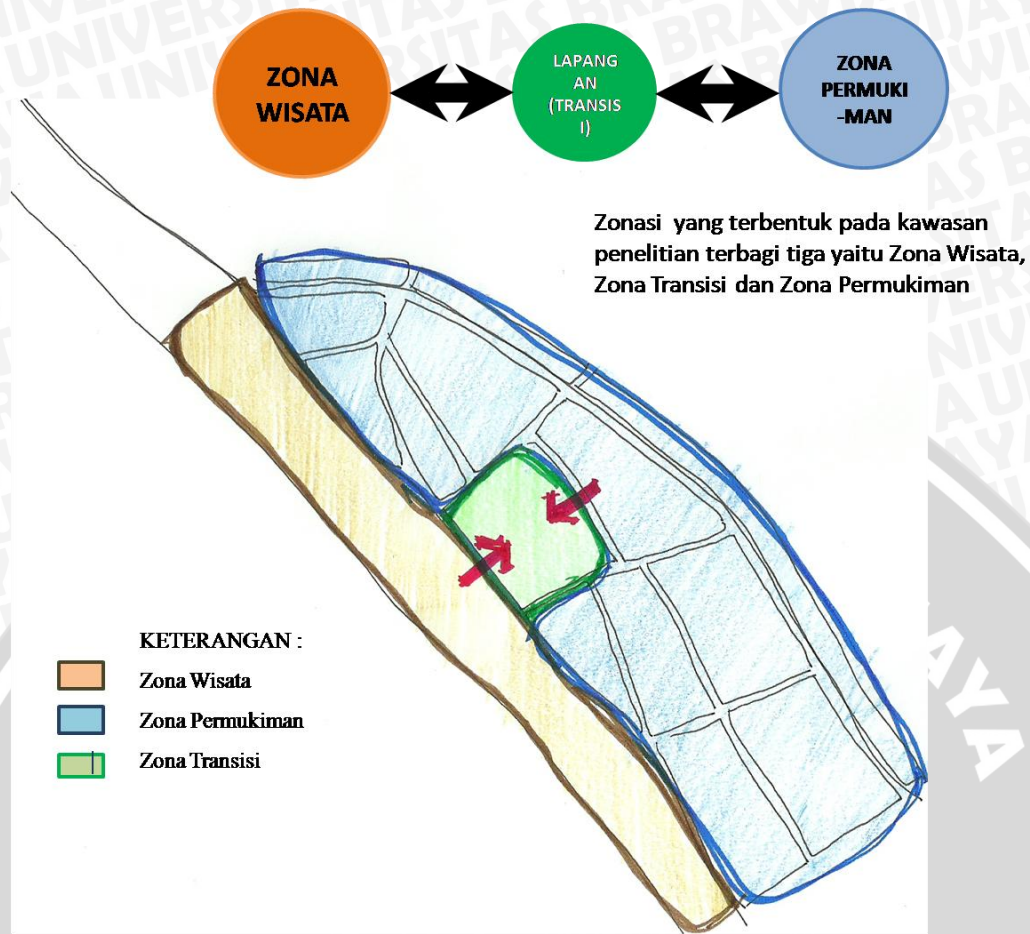 ZONA
WISATA
LAPANG
AN
(TRANSIS
I)
ZONA
PERMUKI
-MAN
Zonasi yang terbentuk pada kawasan
penelitian terbagi tiga yaitu Zona Wisata,
Zona Transisi dan Zona Permukiman
KETERANGAN :
Zona Wisata
Zona Permukiman
Zona Transisi